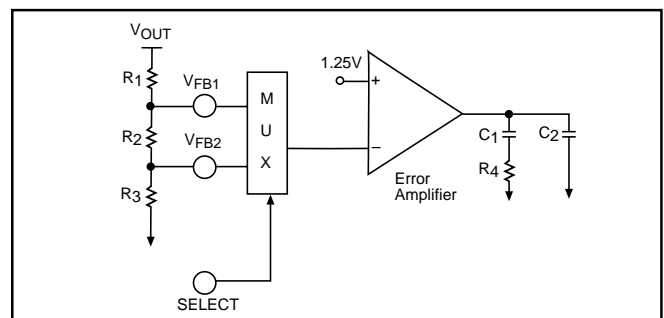 VOUT
R1
VFB1
R2
VFB2
R3
M
U
X
SELECT
1.25V
+
–
Error
Amplifier
C1
R4
C2